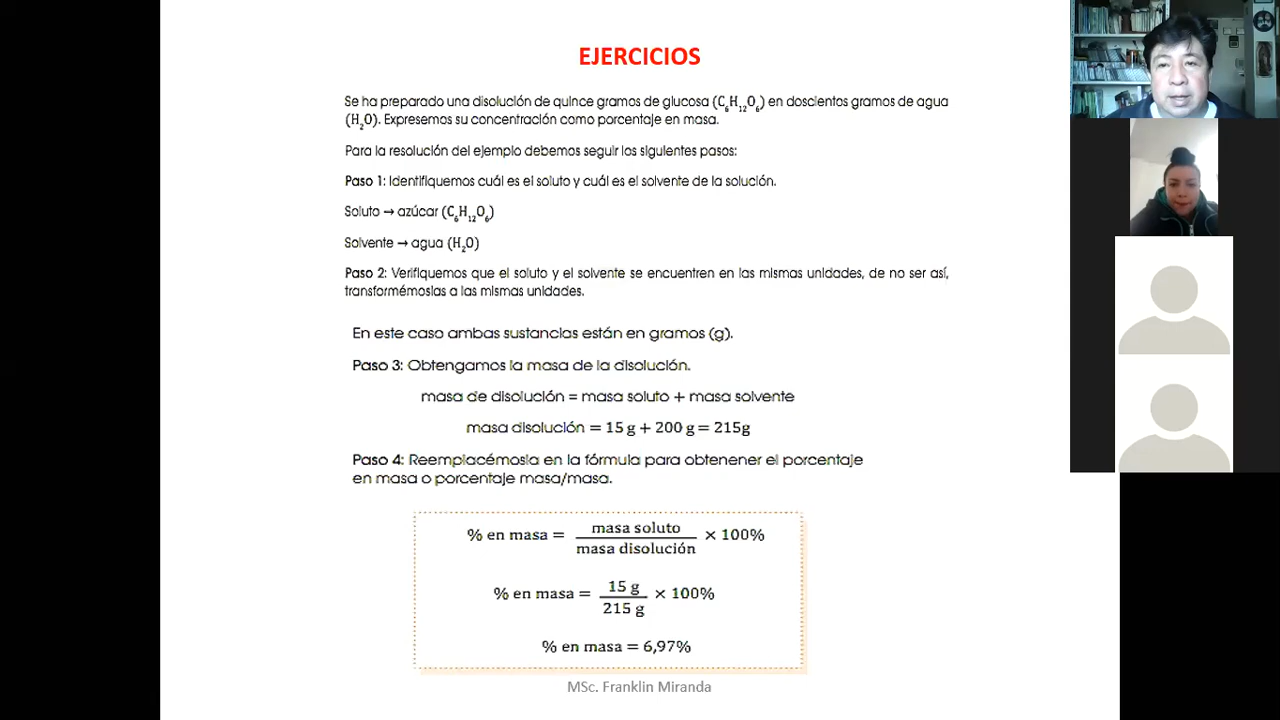 EJERCICIOS
Se ha preparado una disolución de quince gramos de glucosa (C₆H₁₂O₆) en doscientos gramos de agua
(H₂O). Expresemos su concentración como porcentaje en masa.
Para la resolución del ejemplo debemos seguir los siguientes pasos:
Paso 1: Identifiquemos cuál es el soluto y cuál es el solvente de la solución.
Soluto → azúcar (C₆H₁₂O₆)
Solvente → agua (H₂O)
Paso 2: Verifiquemos que el soluto y el solvente se encuentren en las mismas unidades, de no ser así,
transformémoslas a las mismas unidades.
En este caso ambas sustancias están en gramos (g).
Paso 3: Obtengamos la masa de la disolución.
masa de disolución = masa soluto + masa solvente
masa disolución = 15 g + 200 g = 215g
Paso 4: Reemplacémosla en la fórmula para obtenener el porcentaje
en masa o porcentaje masa/masa.
% en masa = masa soluto / masa disolución × 100%
% en masa = 15 g / 215 g × 100%
% en masa = 6,97%
MSc. Franklin Miranda